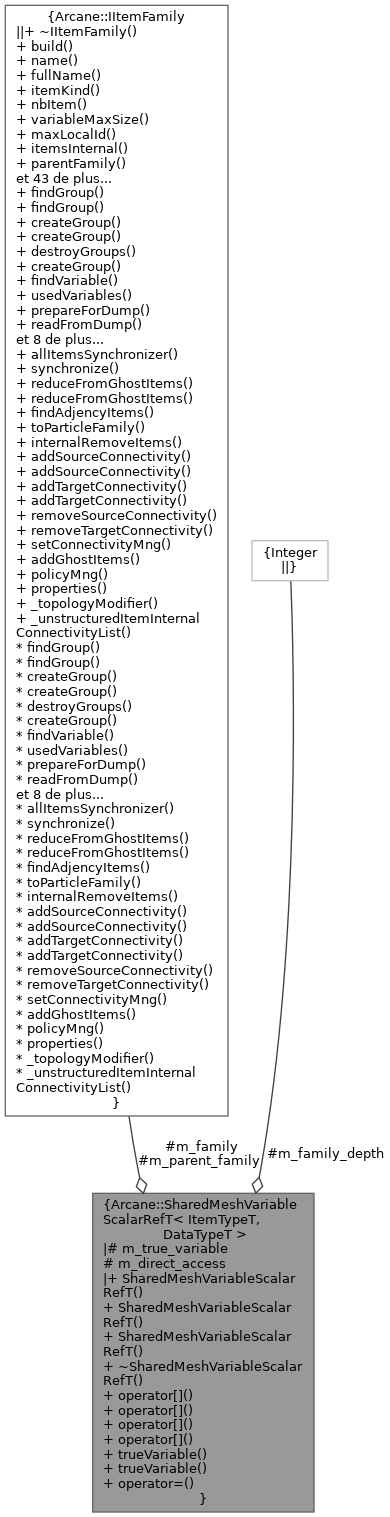 {Arcane::IItemFamily
||+ ~IItemFamily()
+ build()
+ name()
+ fullName()
+ itemKind()
+ nbItem()
+ variableMaxSize()
+ maxLocalId()
+ itemsInternal()
+ parentFamily()
et 43 de plus...
+ findGroup()
+ findGroup()
+ createGroup()
+ createGroup()
+ destroyGroups()
+ createGroup()
+ findVariable()
+ usedVariables()
+ prepareForDump()
+ readFromDump()
et 8 de plus...
+ allItemsSynchronizer()
+ synchronize()
+ reduceFromGhostItems()
+ reduceFromGhostItems()
+ findAdjencyItems()
+ toParticleFamily()
+ internalRemoveItems()
+ addSourceConnectivity()
+ addSourceConnectivity()
+ addTargetConnectivity()
+ addTargetConnectivity()
+ removeSourceConnectivity()
+ removeTargetConnectivity()
+ setConnectivityMng()
+ addGhostItems()
+ policyMng()
+ properties()
+ _topologyModifier()
+ _unstructuredItemInternal
ConnectivityList()
* findGroup()
* findGroup()
* createGroup()
* createGroup()
* destroyGroups()
* createGroup()
* findVariable()
* usedVariables()
* prepareForDump()
* readFromDump()
et 8 de plus...
* allItemsSynchronizer()
* synchronize()
* reduceFromGhostItems()
* reduceFromGhostItems()
* findAdjencyItems()
* toParticleFamily()
* internalRemoveItems()
* addSourceConnectivity()
* addSourceConnectivity()
* addTargetConnectivity()
* addTargetConnectivity()
* removeSourceConnectivity()
* removeTargetConnectivity()
* setConnectivityMng()
* addGhostItems()
* policyMng()
* properties()
* _topologyModifier()
* _unstructuredItemInternal
ConnectivityList()
}
{Integer
||}
#m_family
#m_parent_family
#m_family_depth
{Arcane::SharedMeshVariable
ScalarRefT< ItemTypeT,
DataTypeT >
|# m_true_variable
# m_direct_access
|+ SharedMeshVariableScalar
RefT()
+ SharedMeshVariableScalar
RefT()
+ SharedMeshVariableScalar
RefT()
+ ~SharedMeshVariableScalar
RefT()
+ operator[]()
+ operator[]()
+ operator[]()
+ operator[]()
+ trueVariable()
+ trueVariable()
+ operator=()
}